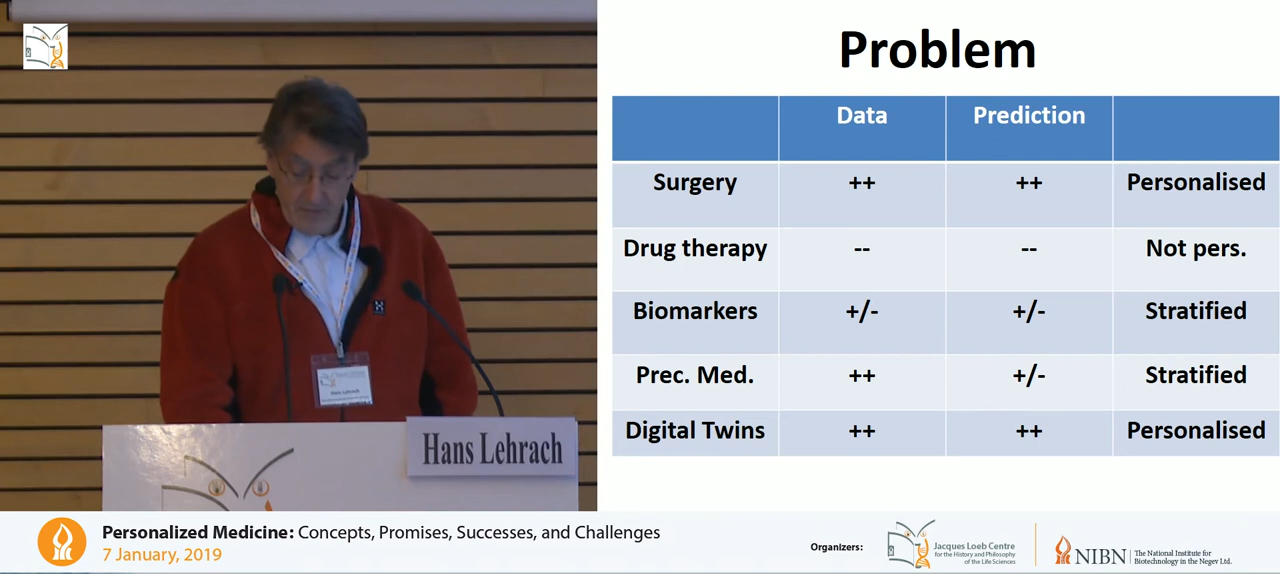 Problem
Data Prediction
Surgery ++ ++ Personalised
Drug therapy -- -- Not pers.
Biomarkers +/- +/- Stratified
Prec. Med. ++ +/- Stratified
Digital Twins ++ ++ Personalised
Hans Lehrach
Hans Lehrach
Personalized Medicine: Concepts, Promises, Successes, and Challenges
7 January, 2019
Organizers:
Jacques Loeb Centre
for the History and Philosophy
of the Life Sciences
NIBN
The National Institute for
Biotechnology in the Negev Ltd.